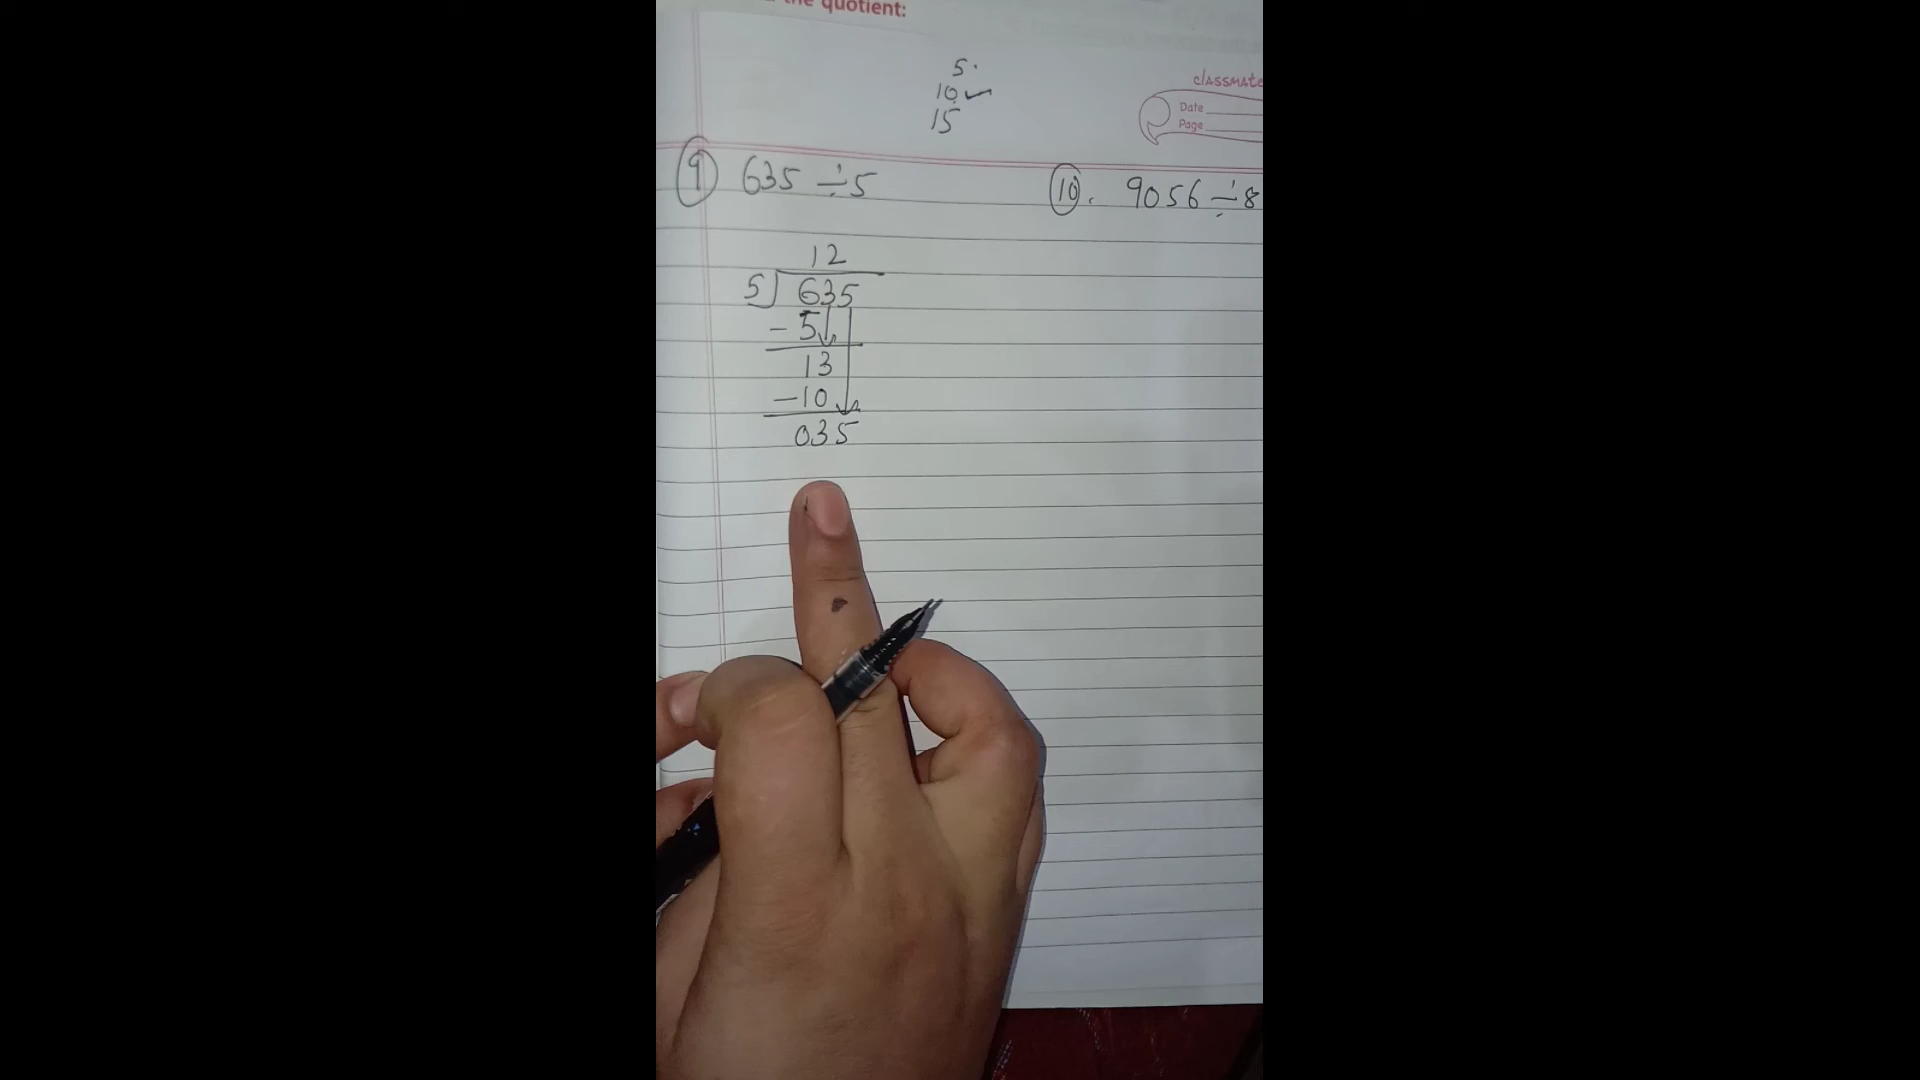 the quotient:
5.
10
15
classmate
Date
Page
9 635 ÷ 5
10. 9056 ÷ 8
12
5 635
- 5
13
- 10
035